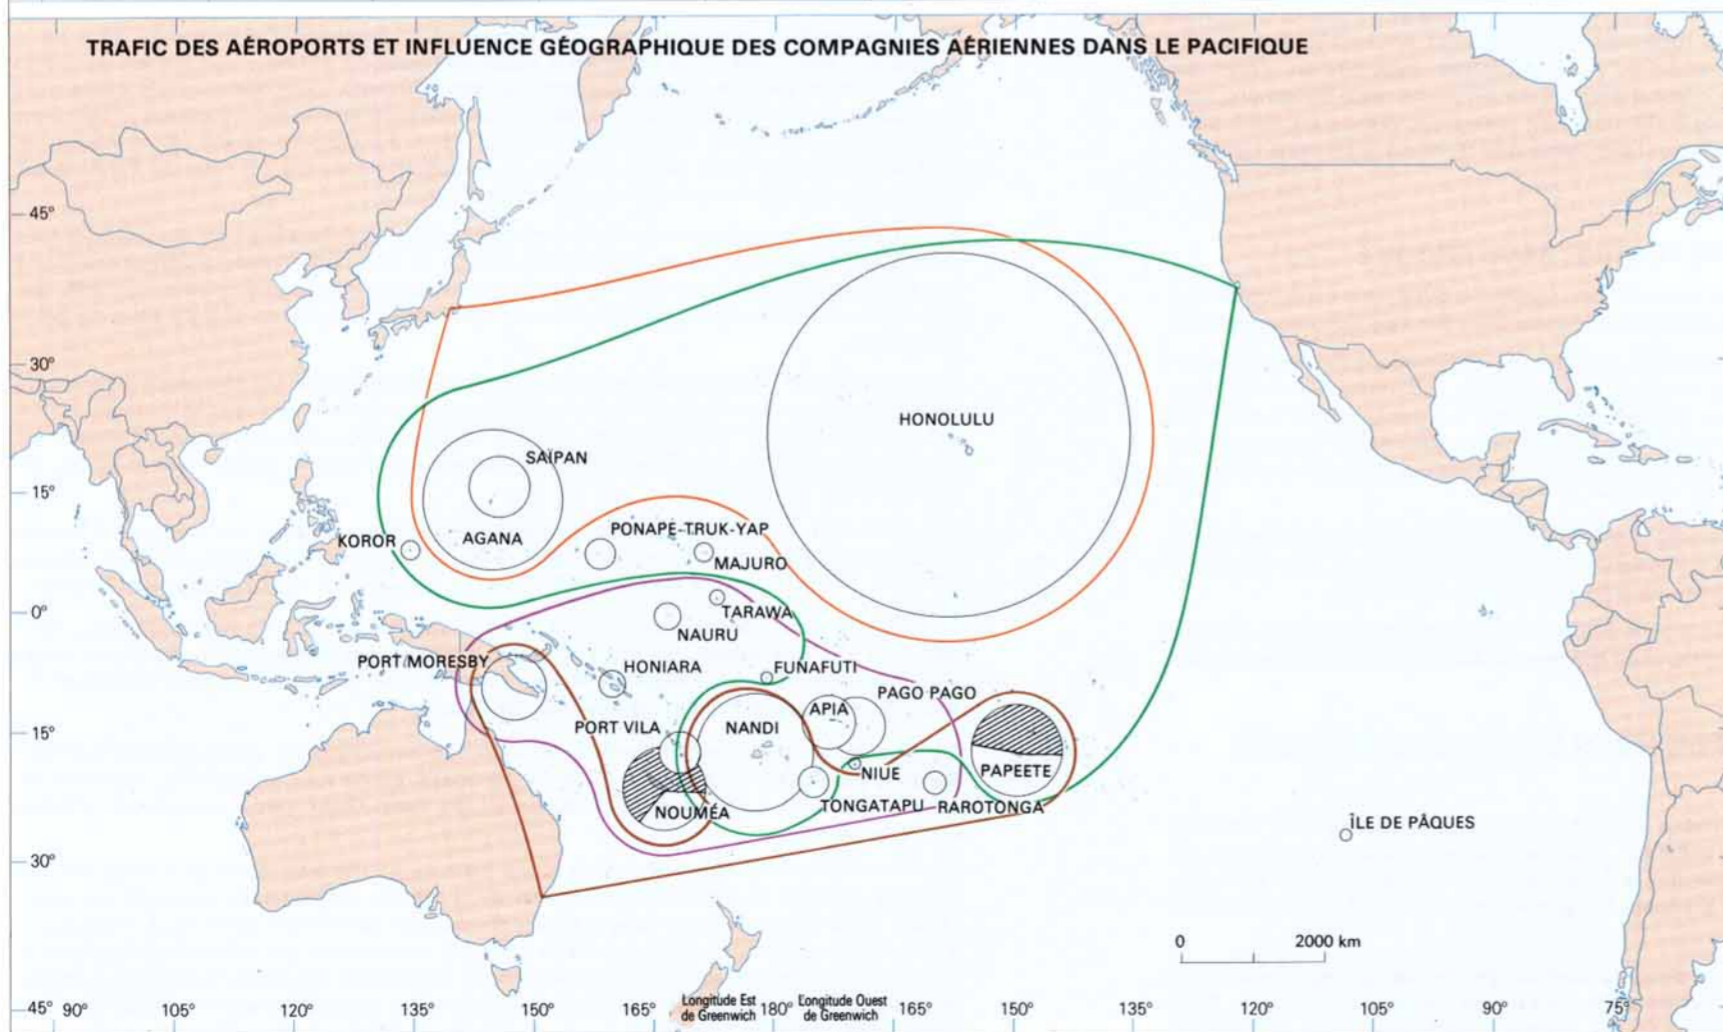 TRAFIC DES AÉROPORTS ET INFLUENCE GÉOGRAPHIQUE DES COMPAGNIES AÉRIENNES DANS LE PACIFIQUE
45°
30°
HONOLULU
SAÏPAN
15°
PONAPE-TRUK-YAP
KOROR
AGANA
MAJURO
0°
TARAWA
NAURU
PORT MORESBY
HONIARA
FUNAFUTI
PAGO PAGO
APIA
15°
PORT VILA
NANDI
NIUE
PAPEETE
TONGATAPU
RAROTONGA
NOUMÉA
ÎLE DE PÂQUES
30°
0
2000 km
Longitude Est
de Greenwich
Longitude Ouest
de Greenwich
45°
90°
105°
120°
135°
150°
165°
180°
165°
150°
135°
120°
105°
90°
75°